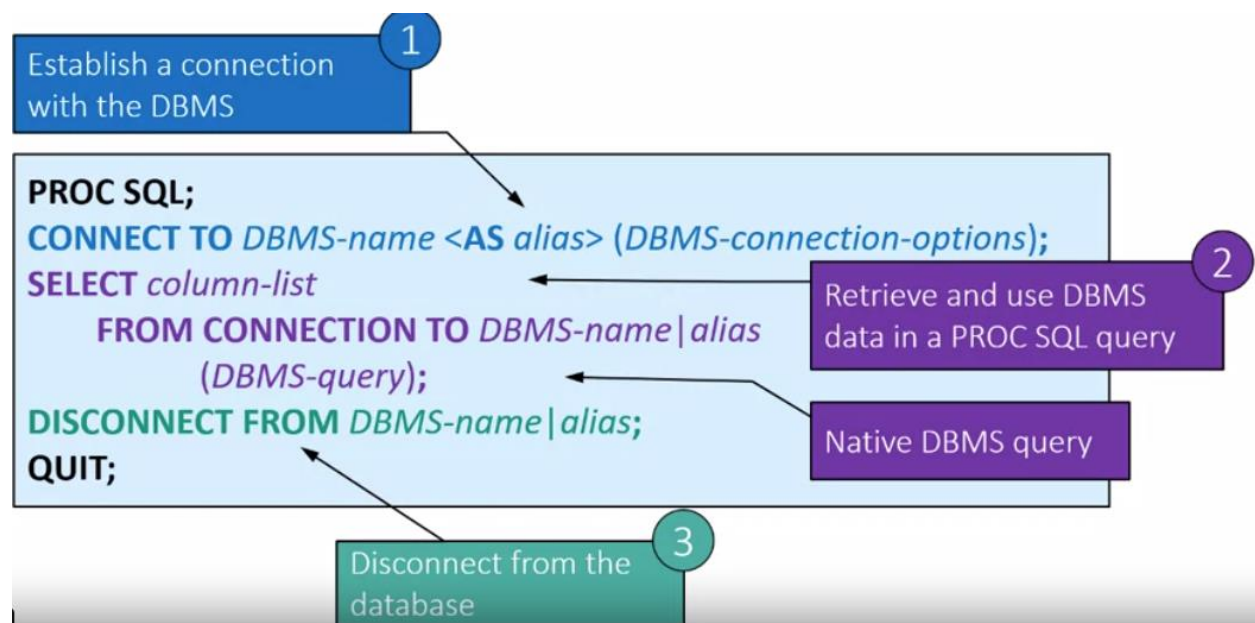 1
Establish a connection
with the DBMS
PROC SQL;
CONNECT TO DBMS-name <AS alias> (DBMS-connection-options);
SELECT column-list
2
Retrieve and use DBMS
data in a PROC SQL query
FROM CONNECTION TO DBMS-name|alias
(DBMS-query);
DISCONNECT FROM DBMS-name|alias;
Native DBMS query
QUIT;
3
Disconnect from the
database